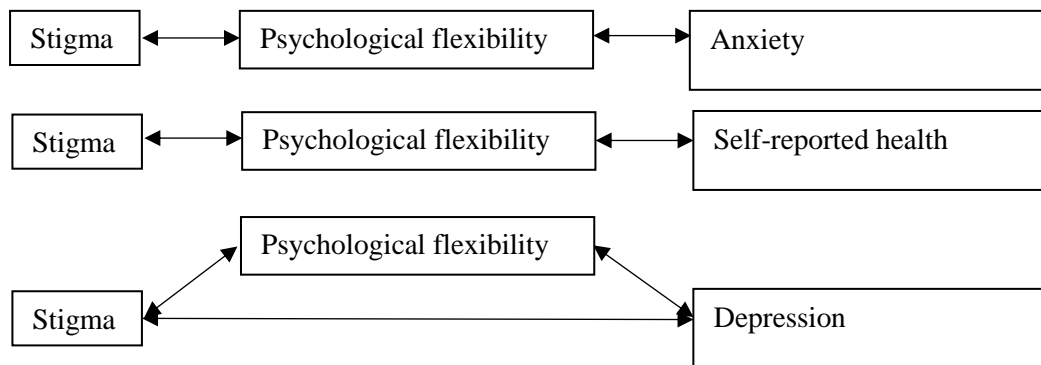 Stigma
Psychological flexibility
Anxiety
Stigma
Psychological flexibility
Self-reported health
Psychological flexibility
Stigma
Depression